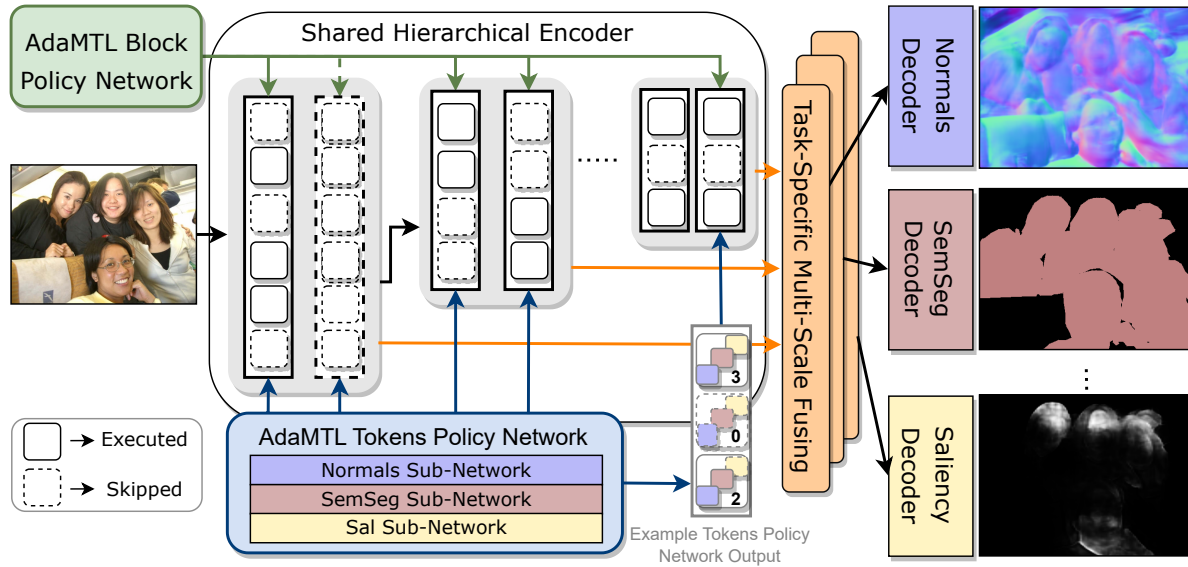 AdaMTL Block
Policy Network
Shared Hierarchical Encoder
......
Task-Specific Multi-Scale Fusing
Normals
Decoder
SemSeg
Decoder
⋮
Saliency
Decoder
Executed
Skipped
AdaMTL Tokens Policy Network
Normals Sub-Network
SemSeg Sub-Network
Sal Sub-Network
3
0
2
Example Tokens Policy
Network Output